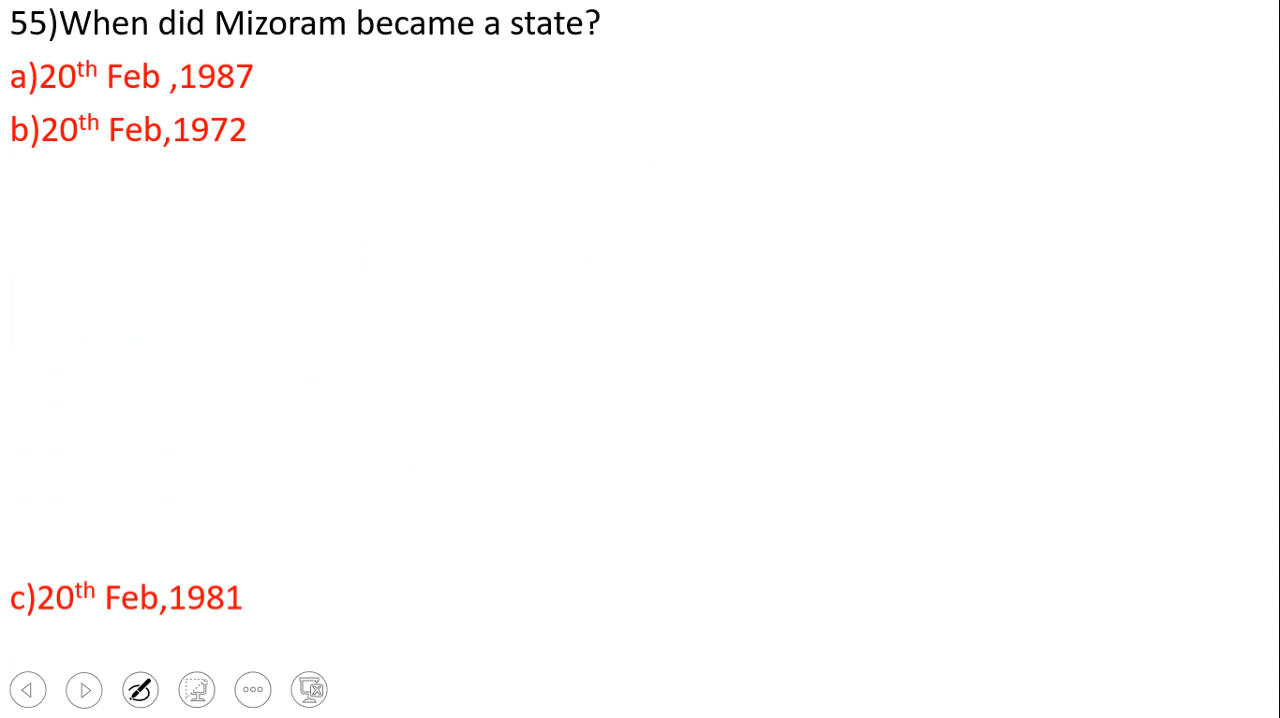 55)When did Mizoram became a state?
a)20th Feb ,1987
b)20th Feb,1972
c)20th Feb,1981